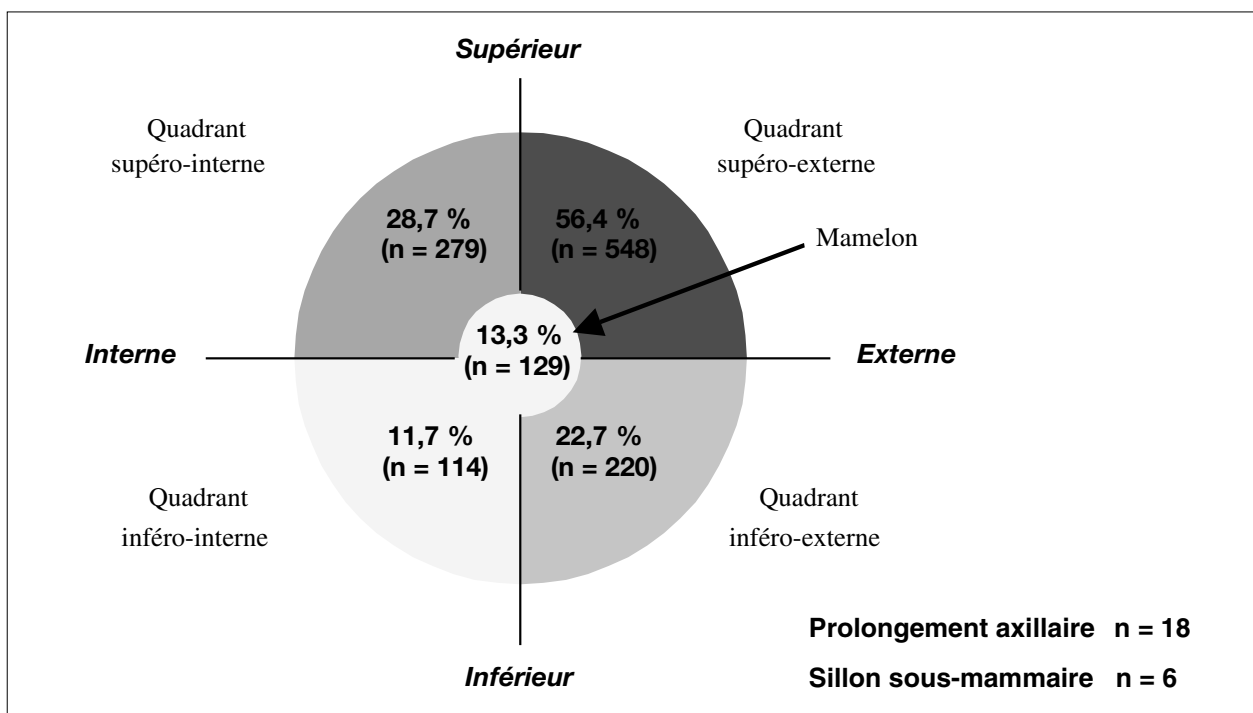 Supérieur
Quadrant
supéro-interne
Quadrant
supéro-externe
28,7 %
(n = 279)
56,4 %
(n = 548)
Mamelon
Interne
13,3 %
(n = 129)
Externe
11,7 %
(n = 114)
22,7 %
(n = 220)
Quadrant
inféro-interne
Quadrant
inféro-externe
Prolongement axillaire n = 18
Inférieur
Sillon sous-mammaire n = 6